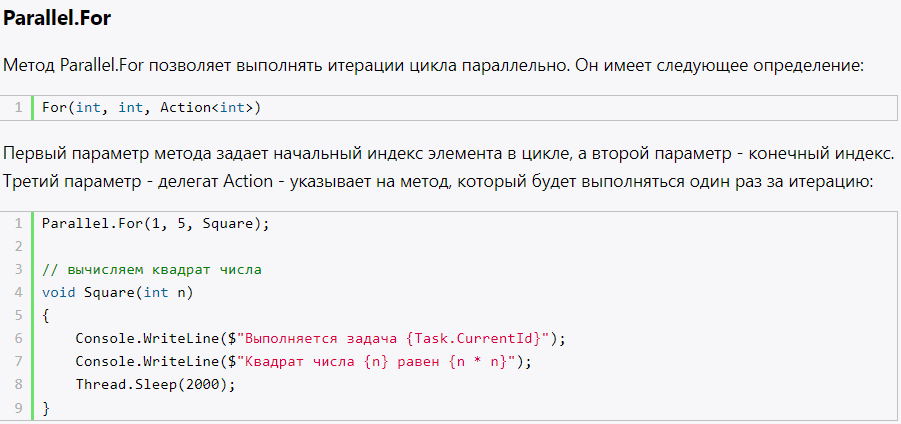 Parallel.For
Метод Parallel.For позволяет выполнять итерации цикла параллельно. Он имеет следующее определение:
1 For(int, int, Action<int>)
Первый параметр метода задает начальный индекс элемента в цикле, а второй параметр - конечный индекс.
Третий параметр - делегат Action - указывает на метод, который будет выполняться один раз за итерацию:
1 Parallel.For(1, 5, Square);
2
3 // вычисляем квадрат числа
4 void Square(int n)
5 {
6     Console.WriteLine($"Выполняется задача {Task.CurrentId}");
7     Console.WriteLine($"Квадрат числа {n} равен {n * n}");
8     Thread.Sleep(2000);
9 }